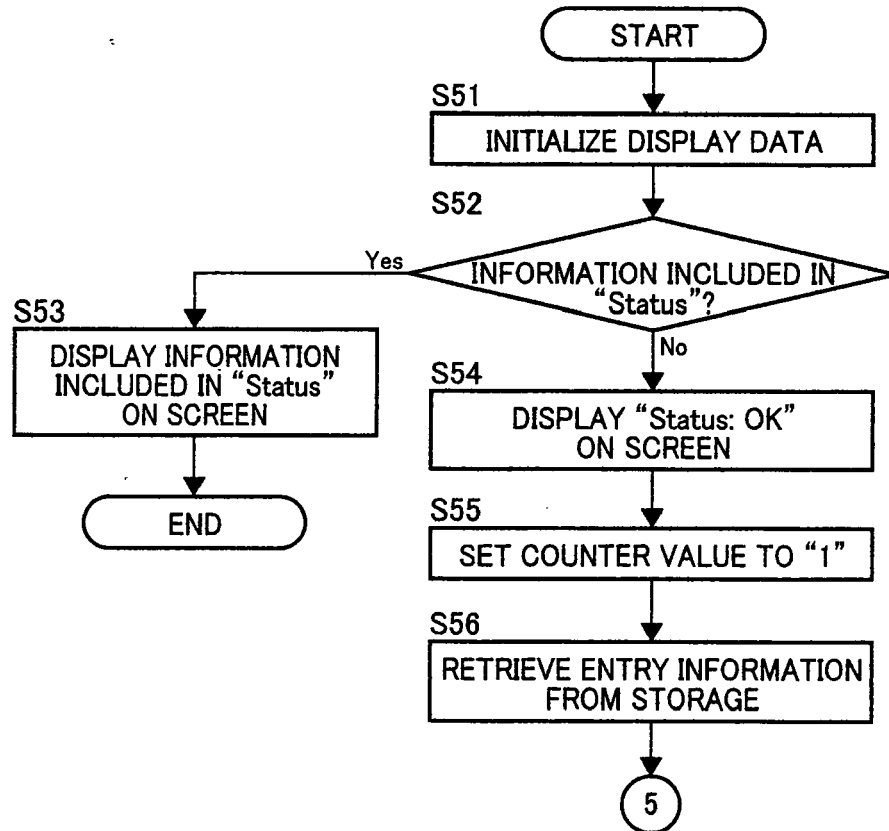 START
S51
INITIALIZE DISPLAY DATA
S52
INFORMATION INCLUDED IN
“Status”?
Yes
No
S53
DISPLAY INFORMATION
INCLUDED IN “Status”
ON SCREEN
END
S54
DISPLAY “Status: OK”
ON SCREEN
S55
SET COUNTER VALUE TO “1”
S56
RETRIEVE ENTRY INFORMATION
FROM STORAGE
5